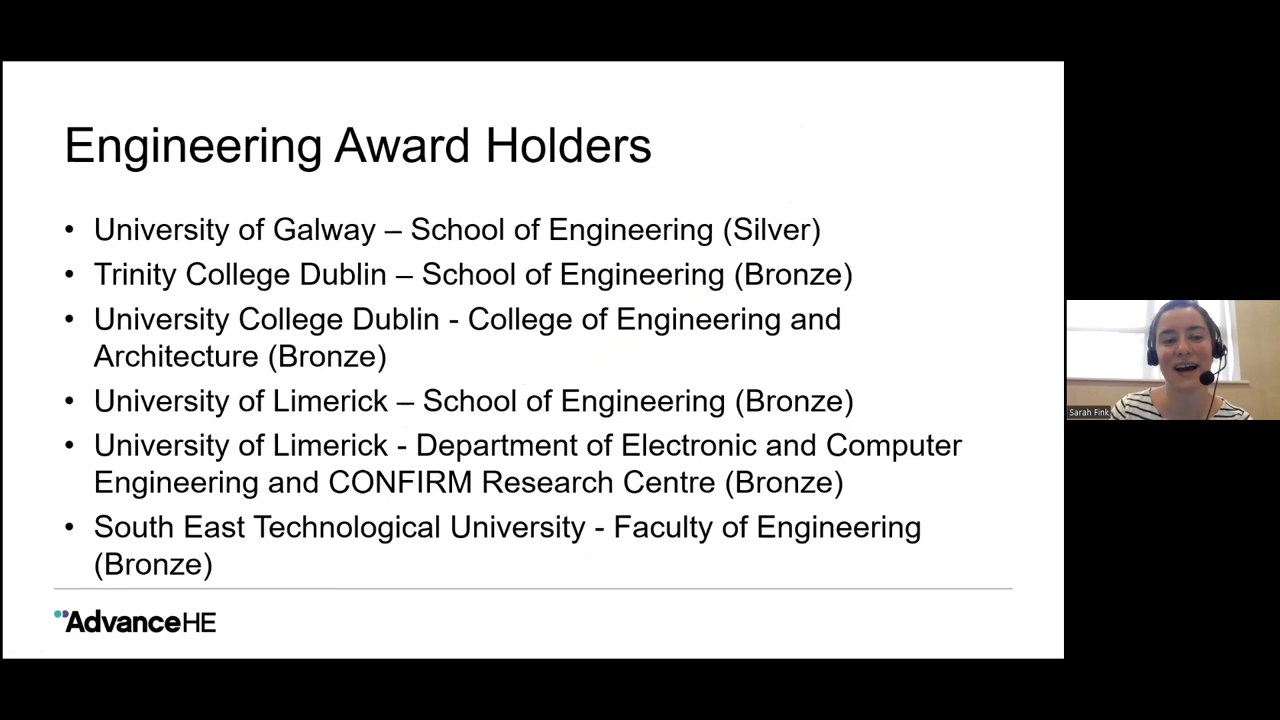 Engineering Award Holders
• University of Galway – School of Engineering (Silver)
• Trinity College Dublin – School of Engineering (Bronze)
• University College Dublin - College of Engineering and
Architecture (Bronze)
• University of Limerick – School of Engineering (Bronze)
• University of Limerick - Department of Electronic and Computer
Engineering and CONFIRM Research Centre (Bronze)
• South East Technological University - Faculty of Engineering
(Bronze)
AdvanceHE
Sarah Fink